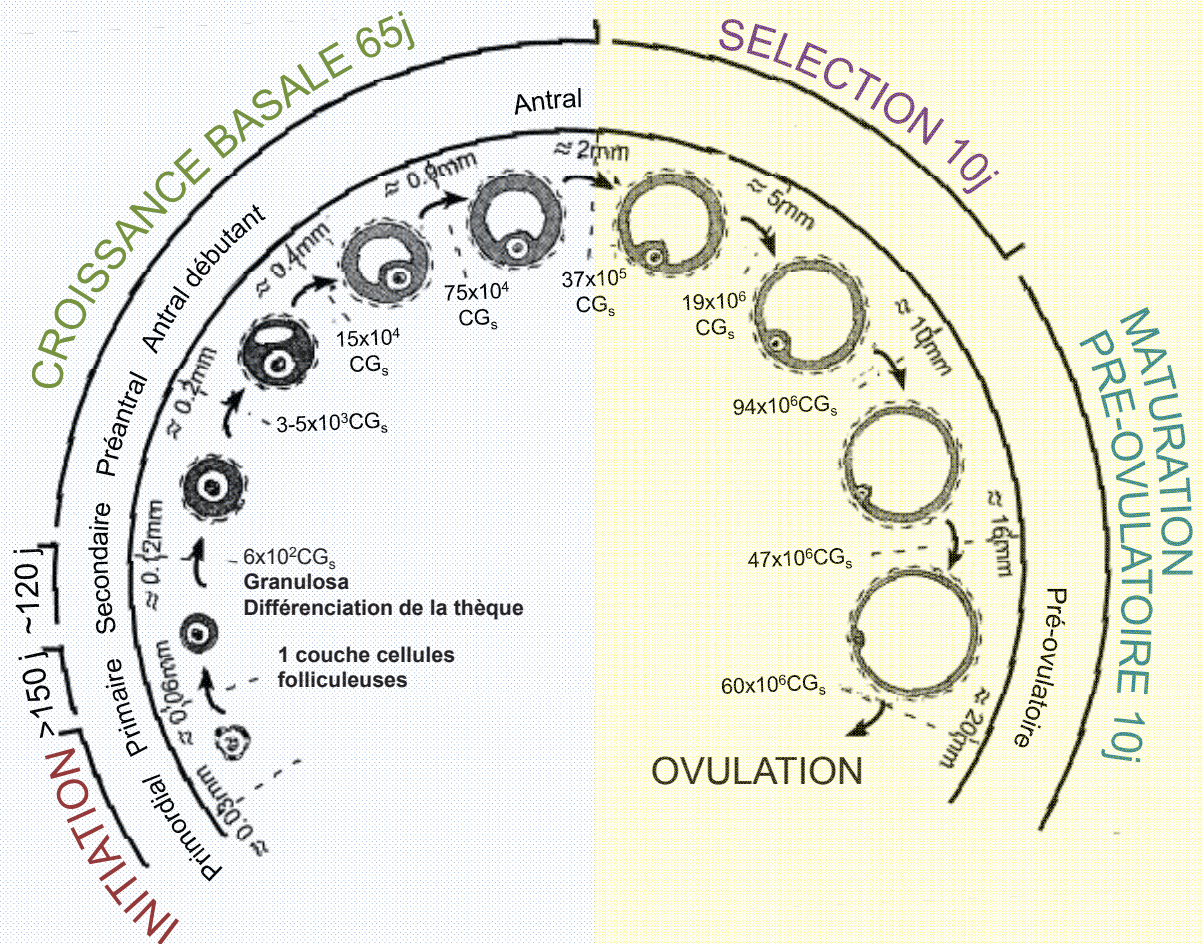 CROISSANCE BASALE 65j
SELECTION 10j
MATURATION
PRE-OVULATOIRE 10j
INITIATION
>150 j
~120 j
Primordial
Primaire
Secondaire
Préantral
Antral débutant
Antral
Pré-ovulatoire
≈ 0.03mm
≈ 0,06mm
≈ 0.12mm
≈ 0.2mm
≈ 0.4mm
≈ 0.9mm
≈ 2mm
≈ 5mm
≈ 10mm
≈ 16mm
≈ 20mm
1 couche cellules
folliculeuses
6x10²CGₛ
Granulosa
Différenciation de la thèque
3-5x10³CGₛ
15x10⁴
CGₛ
75x10⁴
CGₛ
37x10⁵
CGₛ
19x10⁶
CGₛ
94x10⁶CGₛ
47x10⁶CGₛ
60x10⁶CGₛ
OVULATION